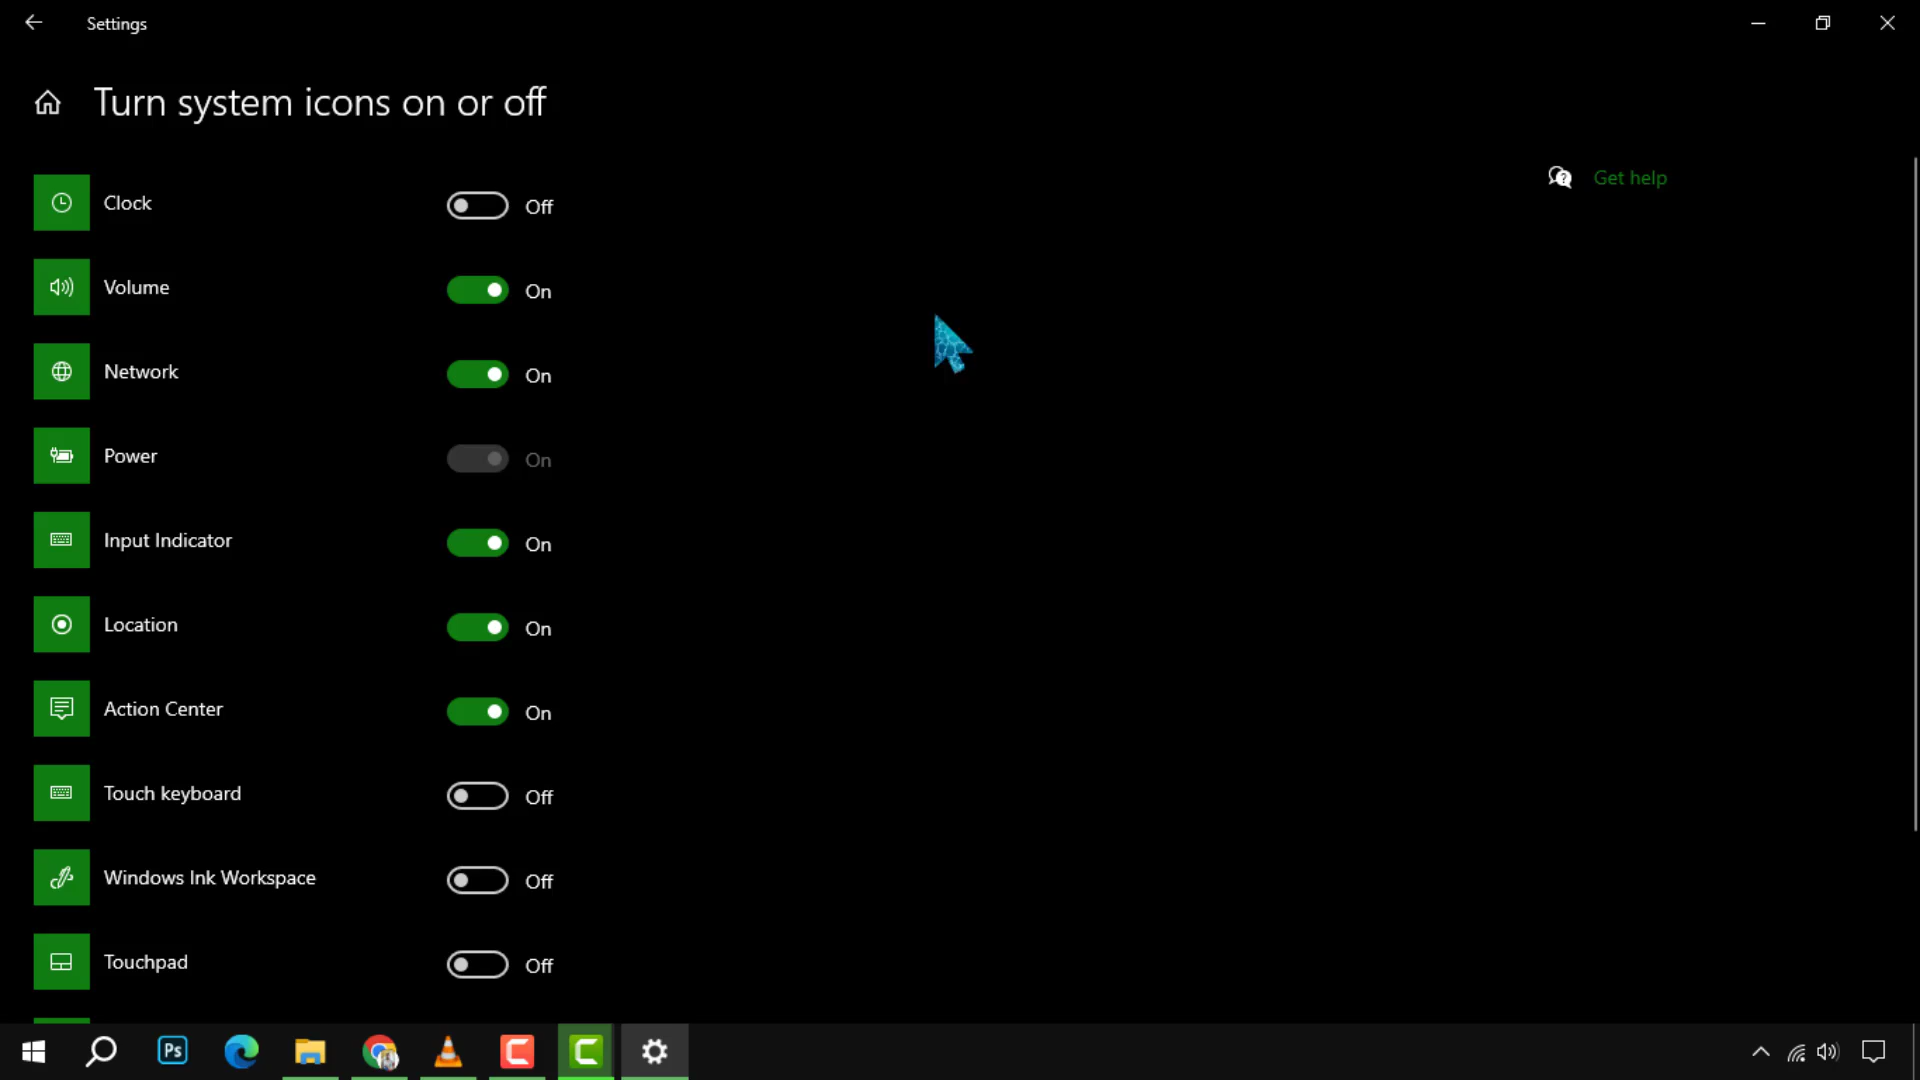 Settings
Turn system icons on or off
Get help
Clock Off
Volume On
Network On
Power On
Input Indicator On
Location On
Action Center On
Touch keyboard Off
Windows Ink Workspace Off
Touchpad Off
Ps